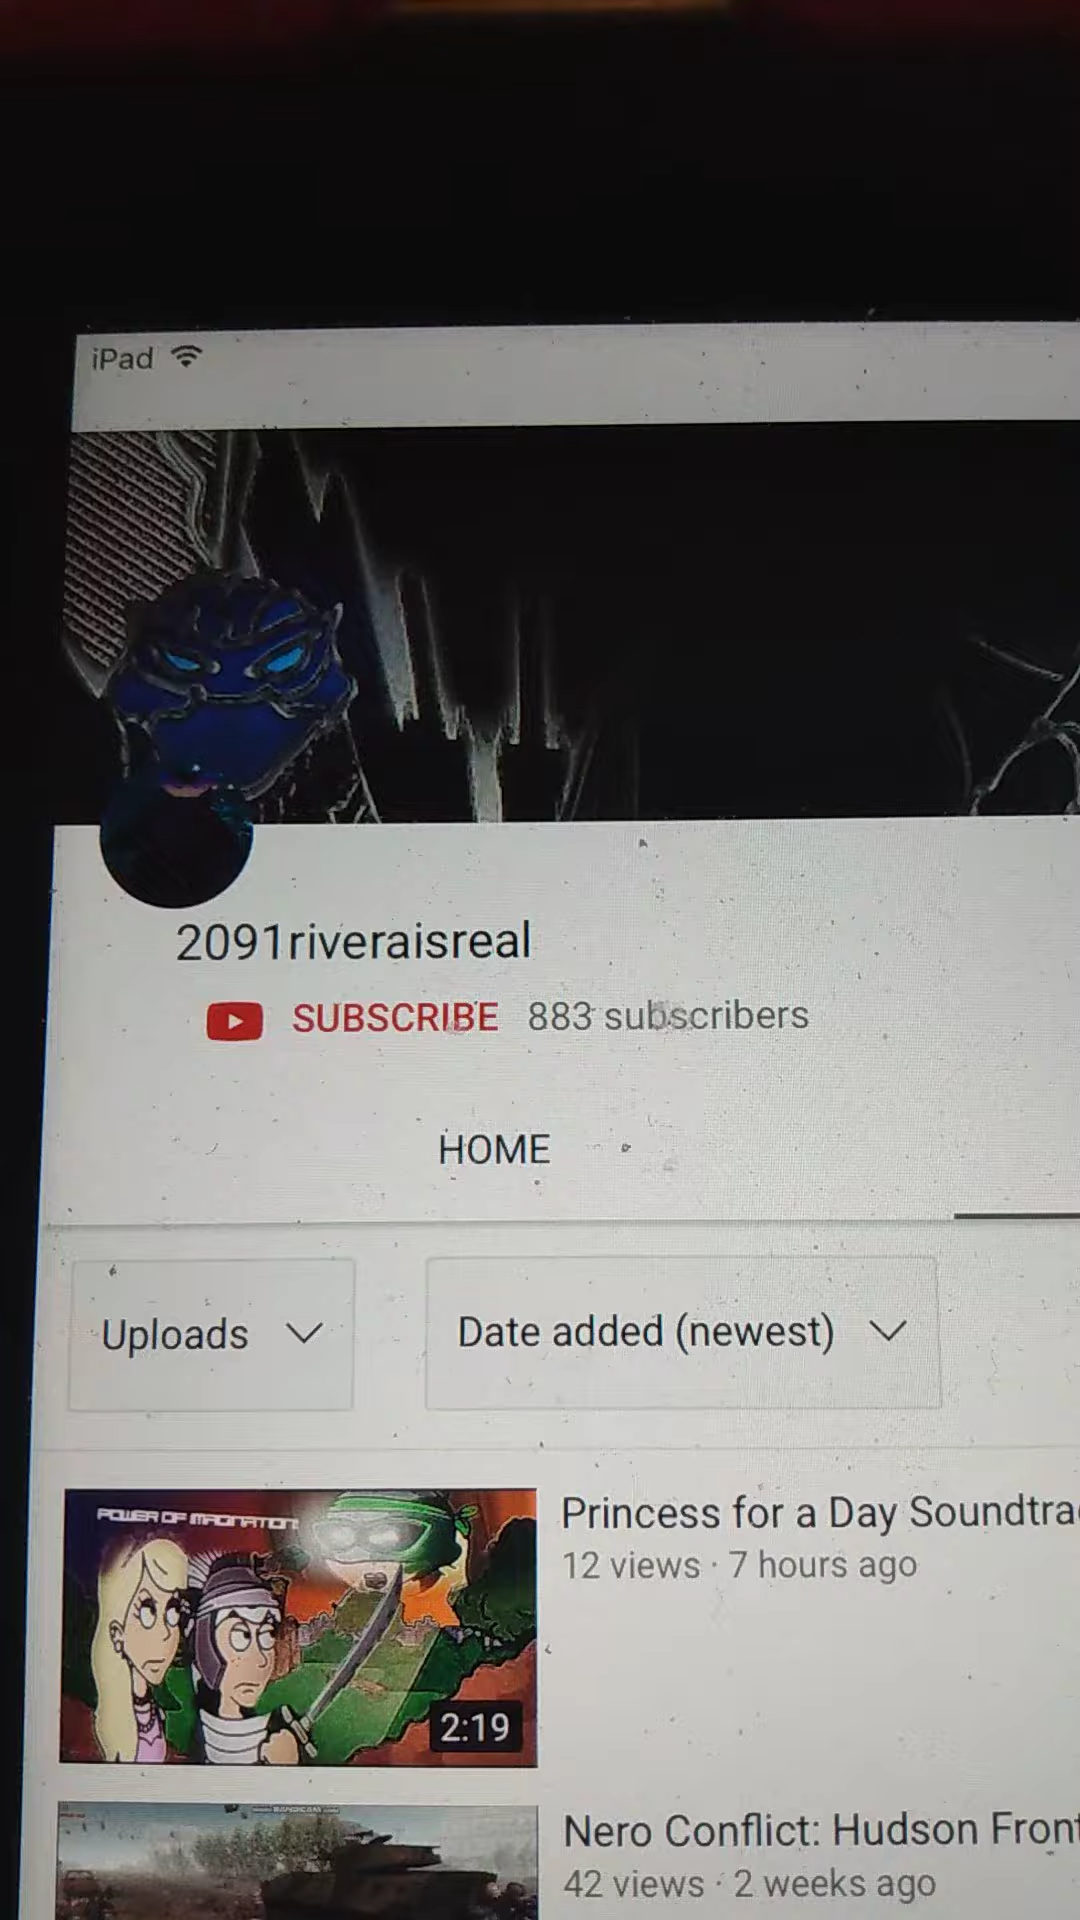 iPad
2091riveraisreal
SUBSCRIBE 883 subscribers
HOME
Uploads
Date added (newest)
POWER OF IMAGINATION
2:19
Princess for a Day Soundtra
12 views · 7 hours ago
Nero Conflict: Hudson Front
42 views · 2 weeks ago